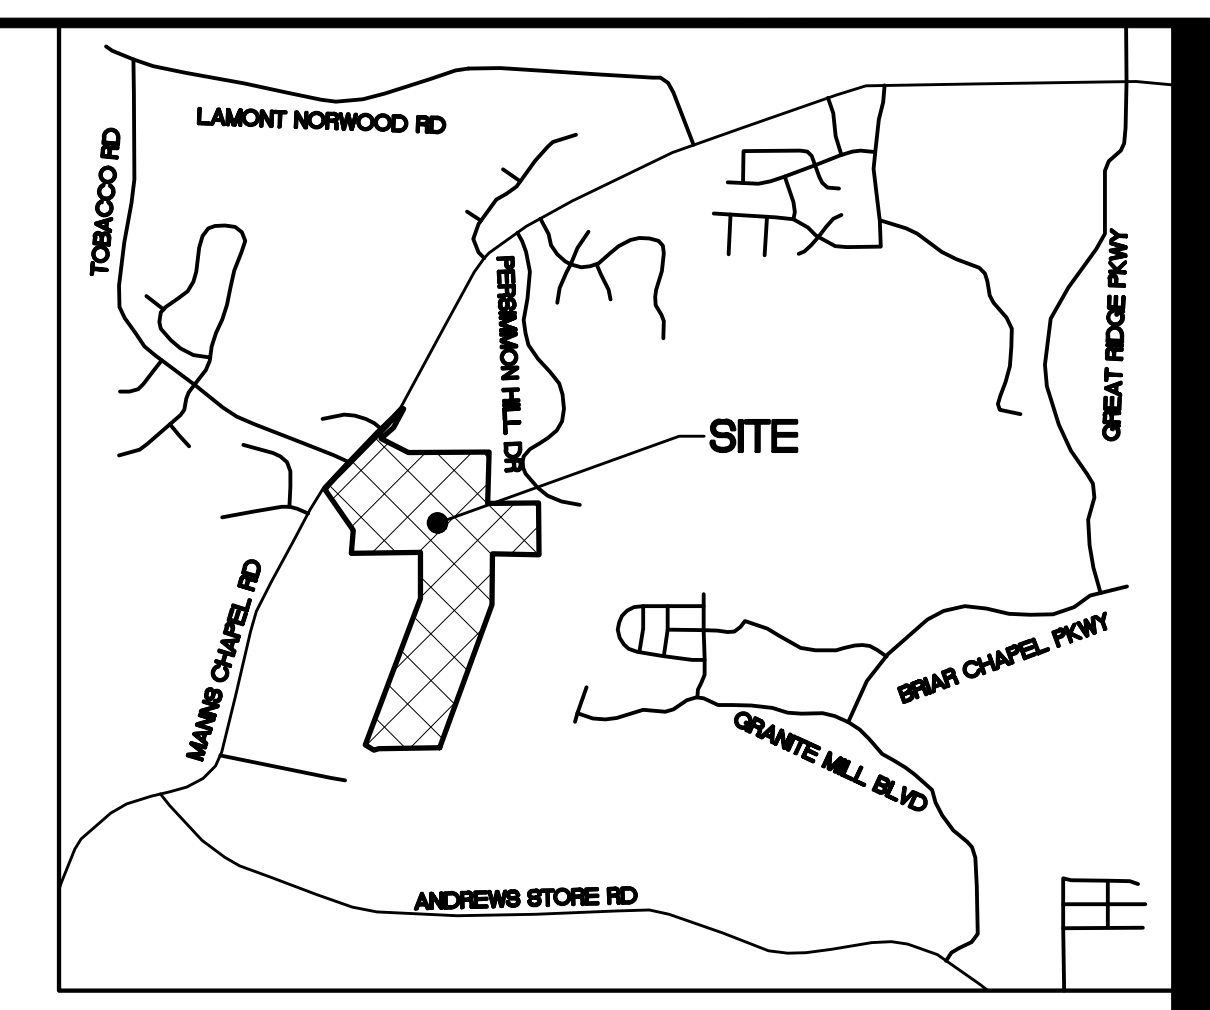 LAMONT NORWOOD RD
TOBACCO RD
PERSIMMON HILL DR
GREAT RIDGE PKWY
SITE
MANNS CHAPEL RD
BRIAR CHAPEL PKWY
GRANITE MILL BLVD
ANDREWS STORE RD